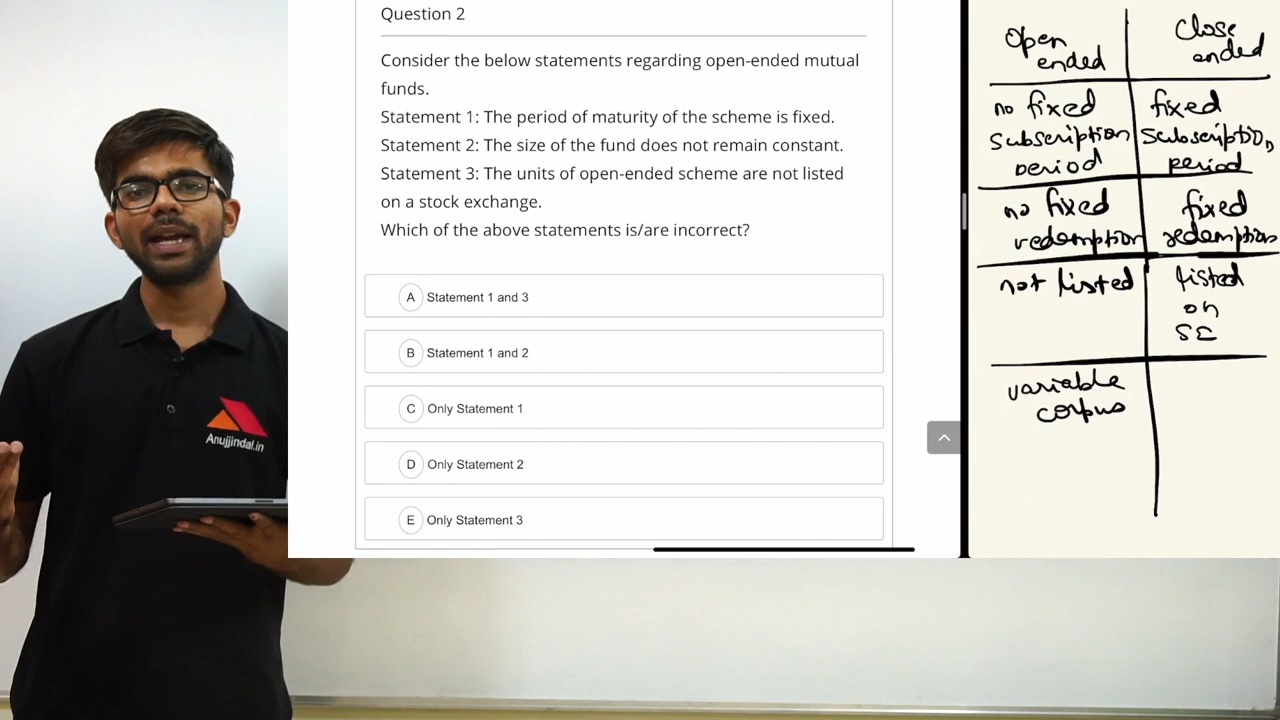 Question 2
Consider the below statements regarding open-ended mutual
funds.
Statement 1: The period of maturity of the scheme is fixed.
Statement 2: The size of the fund does not remain constant.
Statement 3: The units of open-ended scheme are not listed
on a stock exchange.
Which of the above statements is/are incorrect?
A Statement 1 and 3
B Statement 1 and 2
C Only Statement 1
D Only Statement 2
E Only Statement 3
Open
ended
Close
ended
no fixed
subscription
period
fixed
subscription
period
no fixed
redemption
fixed
redemption
not listed
listed
on
SE
variable
corpus
Anujjindal.in